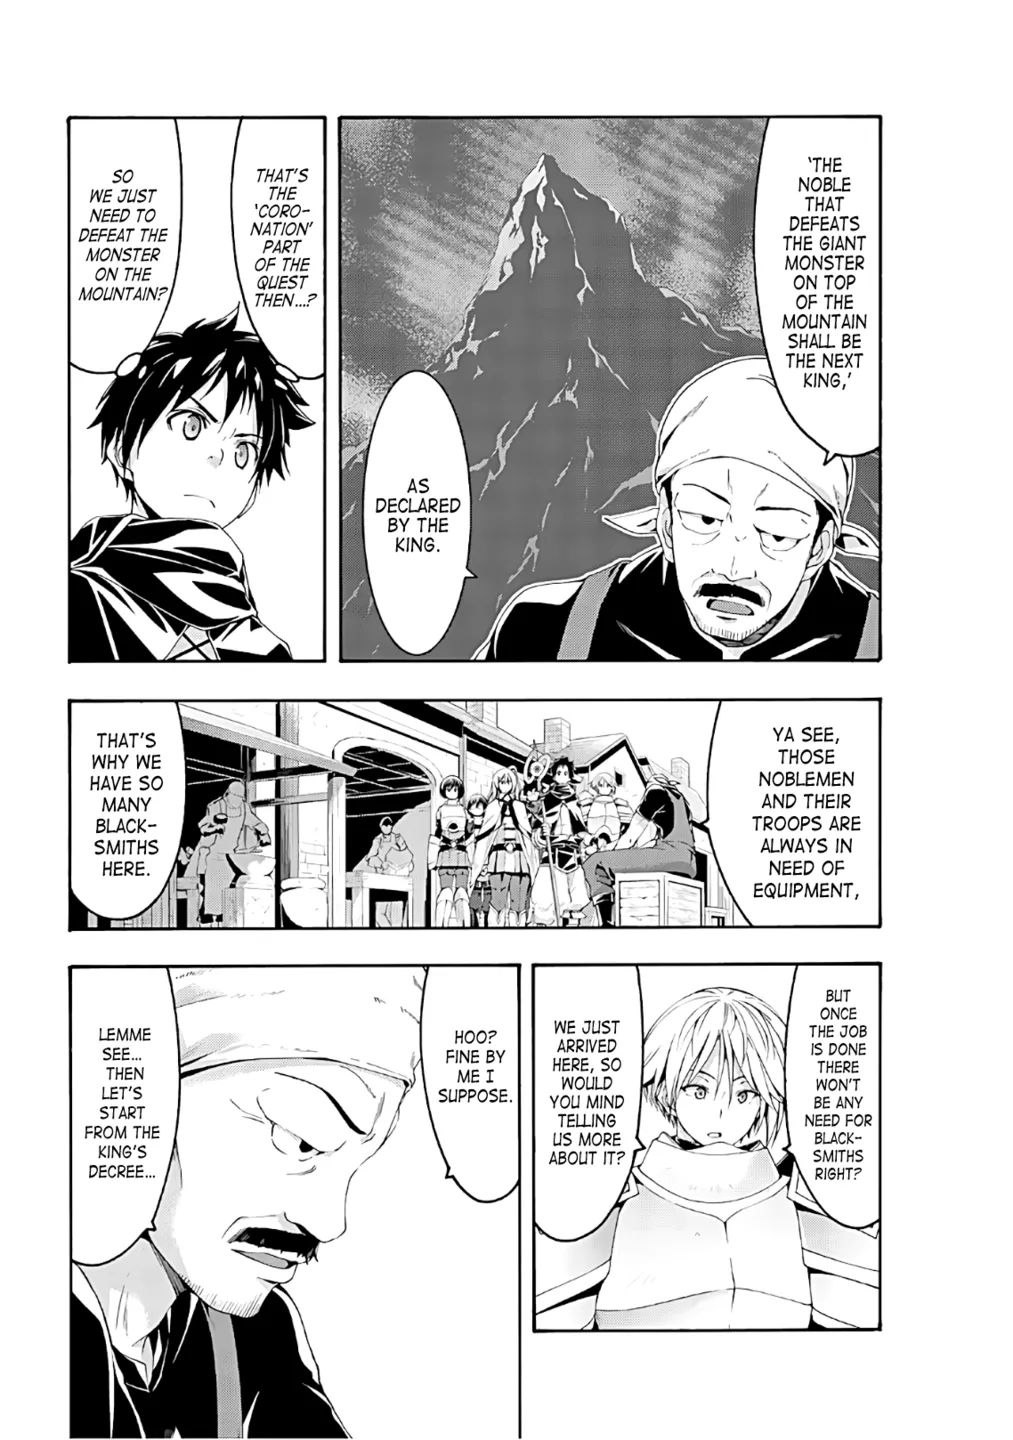 'THE
NOBLE
THAT
DEFEATS
THE GIANT
MONSTER
ON TOP
OF THE
MOUNTAIN
SHALL BE
THE NEXT
KING,'
AS
DECLARED
BY THE
KING.
THAT'S
THE
'CORO-
NATION'
PART
OF THE
QUEST
THEN...?
SO
WE JUST
NEED TO
DEFEAT THE
MONSTER
ON THE
MOUNTAIN?
YA SEE,
THOSE
NOBLEMEN
AND THEIR
TROOPS ARE
ALWAYS IN
NEED OF
EQUIPMENT,
THAT'S
WHY WE
HAVE SO
MANY
BLACK-
SMITHS
HERE.
BUT
ONCE
THE JOB
IS DONE
THERE
WON'T
BE ANY
NEED FOR
BLACK-
SMITHS
RIGHT?
WE JUST
ARRIVED
HERE, SO
WOULD
YOU MIND
TELLING
US MORE
ABOUT IT?
HOO?
FINE BY
ME I
SUPPOSE.
LEMME
SEE...
THEN
LET'S
START
FROM THE
KING'S
DECREE...